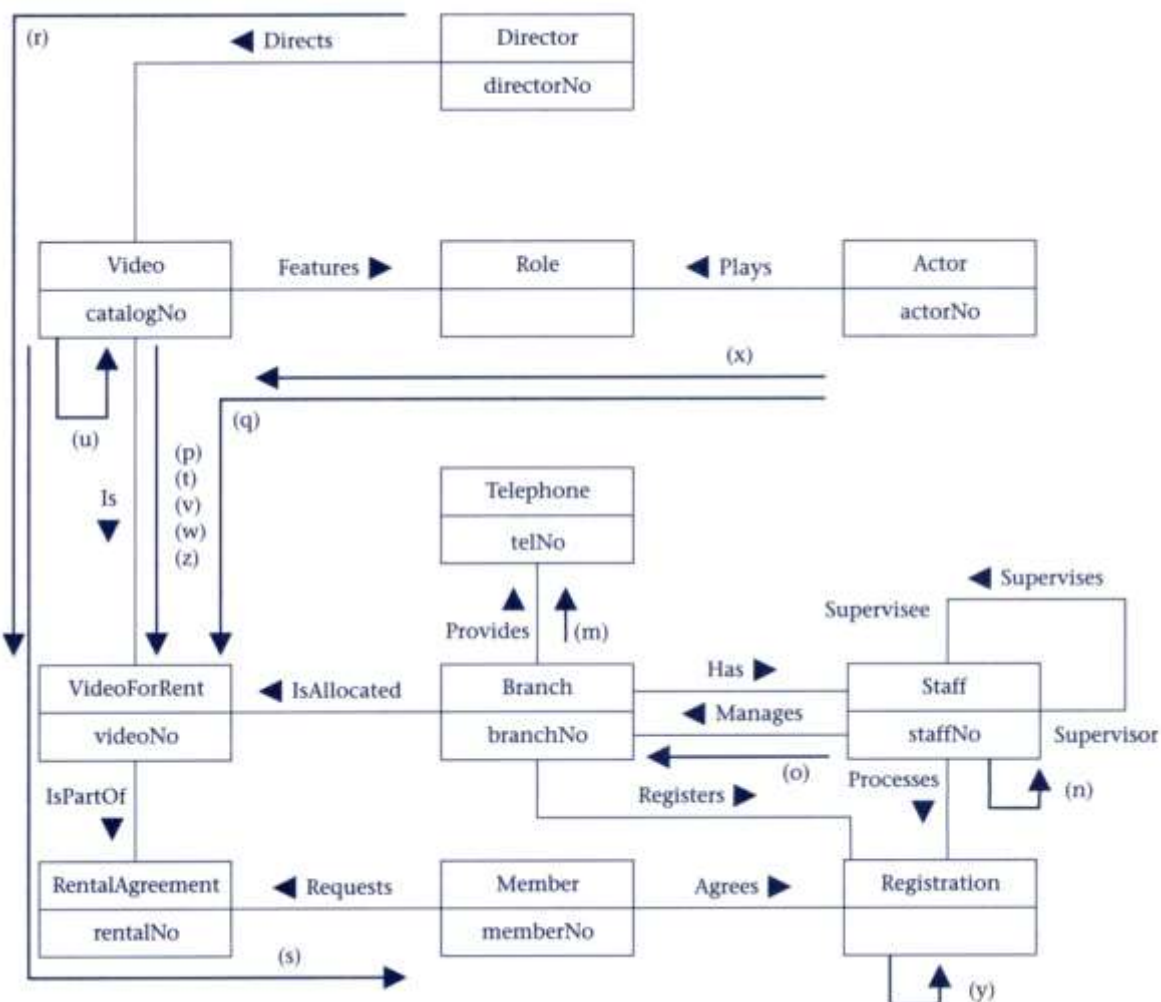 (r)
Directs
Director
directorNo
Video
catalogNo
Features
Role
Plays
Actor
actorNo
(x)
(q)
(u)
(p)
(t)
(v)
(w)
(z)
Is
Telephone
telNo
Provides
(m)
Supervises
Supervisee
VideoForRent
videoNo
IsAllocated
Branch
branchNo
Has
Manages
Staff
staffNo
Supervisor
(o)
Processes
(n)
Registers
IsPartOf
RentalAgreement
rentalNo
Requests
Member
memberNo
Agrees
Registration
(s)
(y)